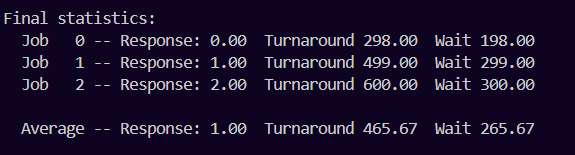 Final statistics:
  Job   0 -- Response: 0.00  Turnaround 298.00  Wait 198.00
  Job   1 -- Response: 1.00  Turnaround 499.00  Wait 299.00
  Job   2 -- Response: 2.00  Turnaround 600.00  Wait 300.00

  Average -- Response: 1.00  Turnaround 465.67  Wait 265.67